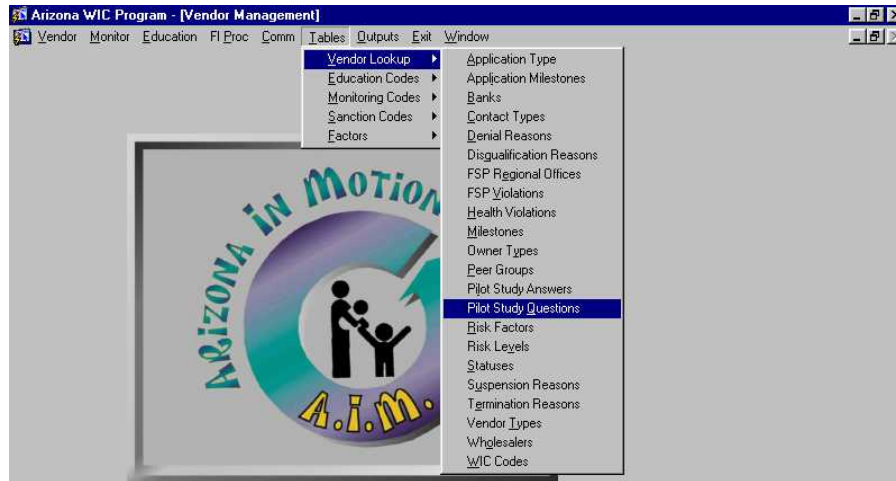 Arizona WIC Program - [Vendor Management]
Vendor Monitor Education FI Proc Comm Tables Outputs Exit Window
Vendor Lookup
Education Codes
Monitoring Codes
Sanction Codes
Factors
Application Type
Application Milestones
Banks
Contact Types
Denial Reasons
Disqualification Reasons
FSP Regional Offices
FSP Violations
Health Violations
Milestones
Owner Types
Peer Groups
Pilot Study Answers
Pilot Study Questions
Risk Factors
Risk Levels
Statuses
Suspension Reasons
Termination Reasons
Vendor Types
Wholesalers
WIC Codes
ARiZONA iN MOTION
A.i.M.